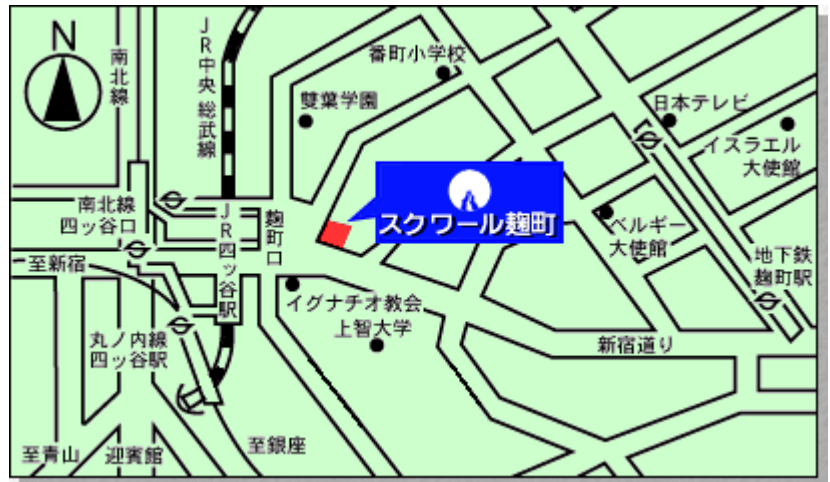 N
南北線
JR中央 総武線
番町小学校
雙葉学園
日本テレビ
イスラエル
大使館
スクワール麹町
南北線
四ッ谷口
JR四ッ谷駅
麹町口
ベルギー
大使館
地下鉄
麹町駅
至新宿
イグナチオ教会
上智大学
新宿道り
丸ノ内線
四ッ谷駅
至青山
迎賓館
至銀座